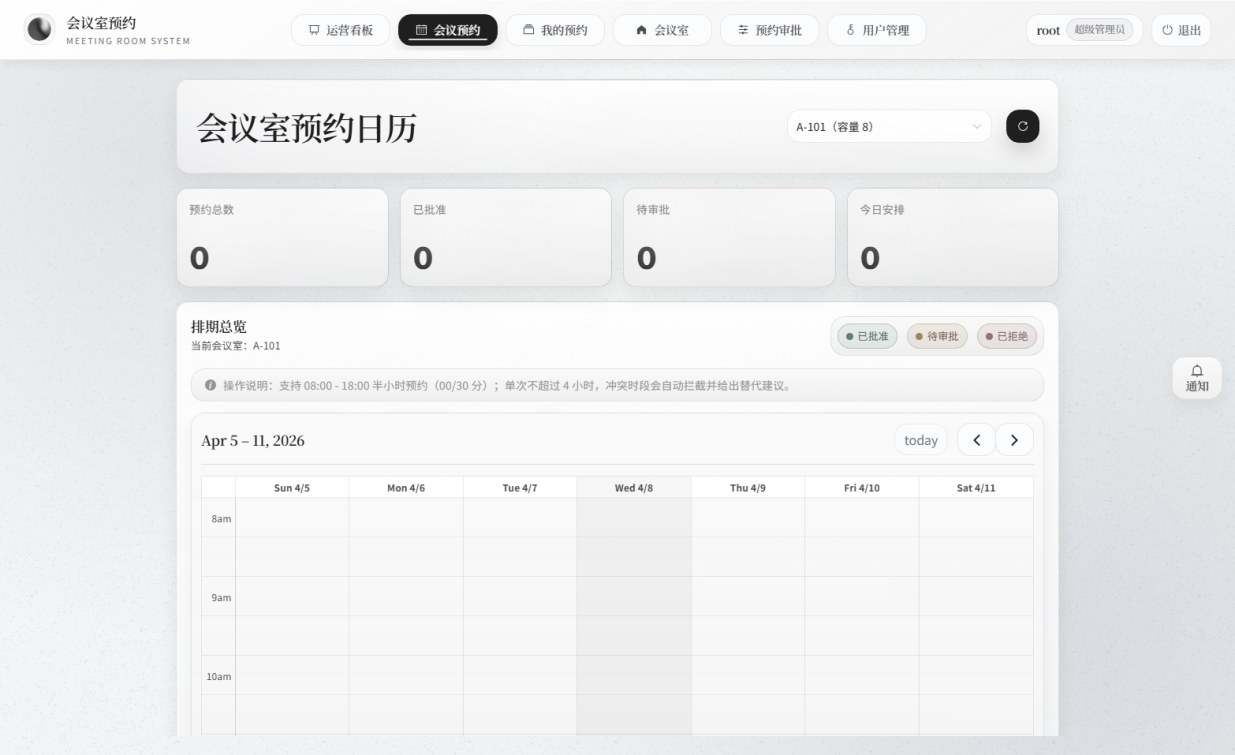 会议室预约
MEETING ROOM SYSTEM
运营看板
会议预约
我的预约
会议室
预约审批
用户管理
root 超级管理员
退出
会议室预约日历
A-101（容量 8）
预约总数
0
已批准
0
待审批
0
今日安排
0
排期总览
当前会议室：A-101
已批准
待审批
已拒绝
操作说明：支持 08:00 - 18:00 半小时预约（00/30 分）；单次不超过 4 小时，冲突时段会自动拦截并给出替代建议。
通知
Apr 5 – 11, 2026
today
Sun 4/5
Mon 4/6
Tue 4/7
Wed 4/8
Thu 4/9
Fri 4/10
Sat 4/11
8am
9am
10am